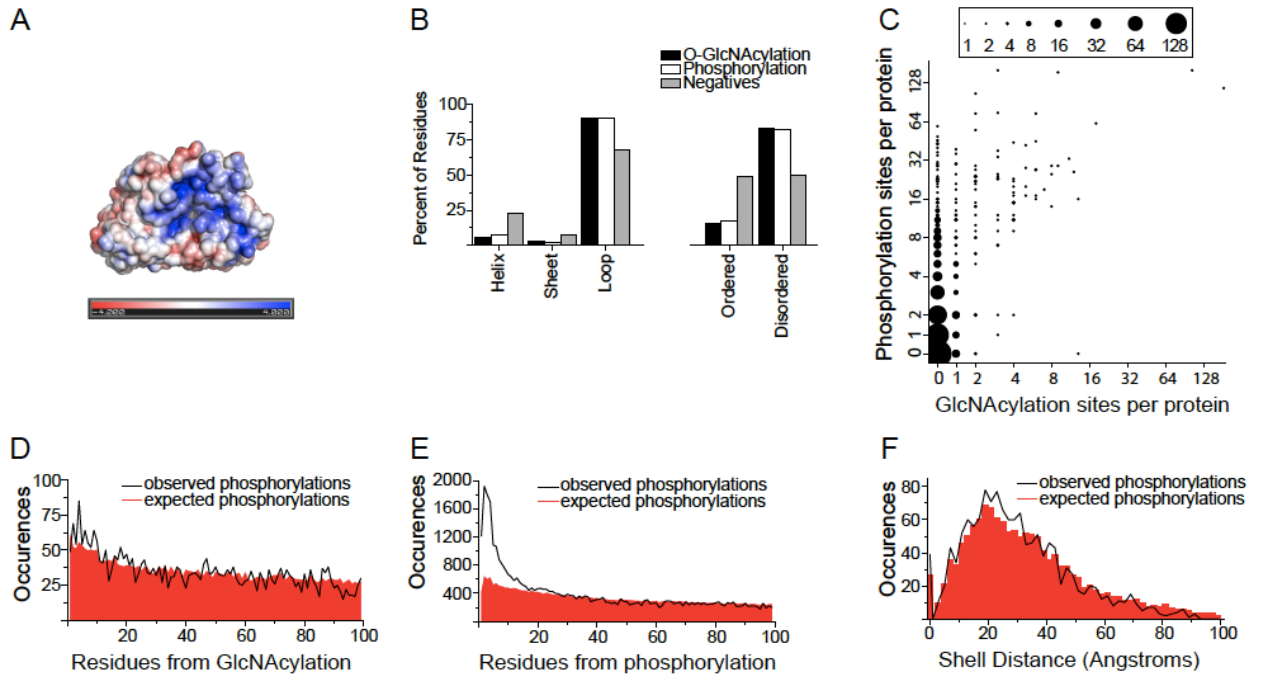 A
-4.000 4.000
B
O-GlcNAcylation
Phosphorylation
Negatives
Percent of Residues
100
75
50
25
Helix
Sheet
Loop
Ordered
Disordered
C
1 2 4 8 16 32 64 128
Phosphorylation sites per protein
128
64
32
16
8
4
2
1
0
0 1 2 4 8 16 32 64 128
GlcNAcylation sites per protein
D
observed phosphorylations
expected phosphorylations
Occurences
100
75
50
25
20 40 60 80 100
Residues from GlcNAcylation
E
observed phosphorylations
expected phosphorylations
Occurences
2000
1600
1200
800
400
20 40 60 80 100
Residues from phosphorylation
F
observed phosphorylations
expected phosphorylations
Occurences
80
60
40
20
0 20 40 60 80 100
Shell Distance (Angstroms)